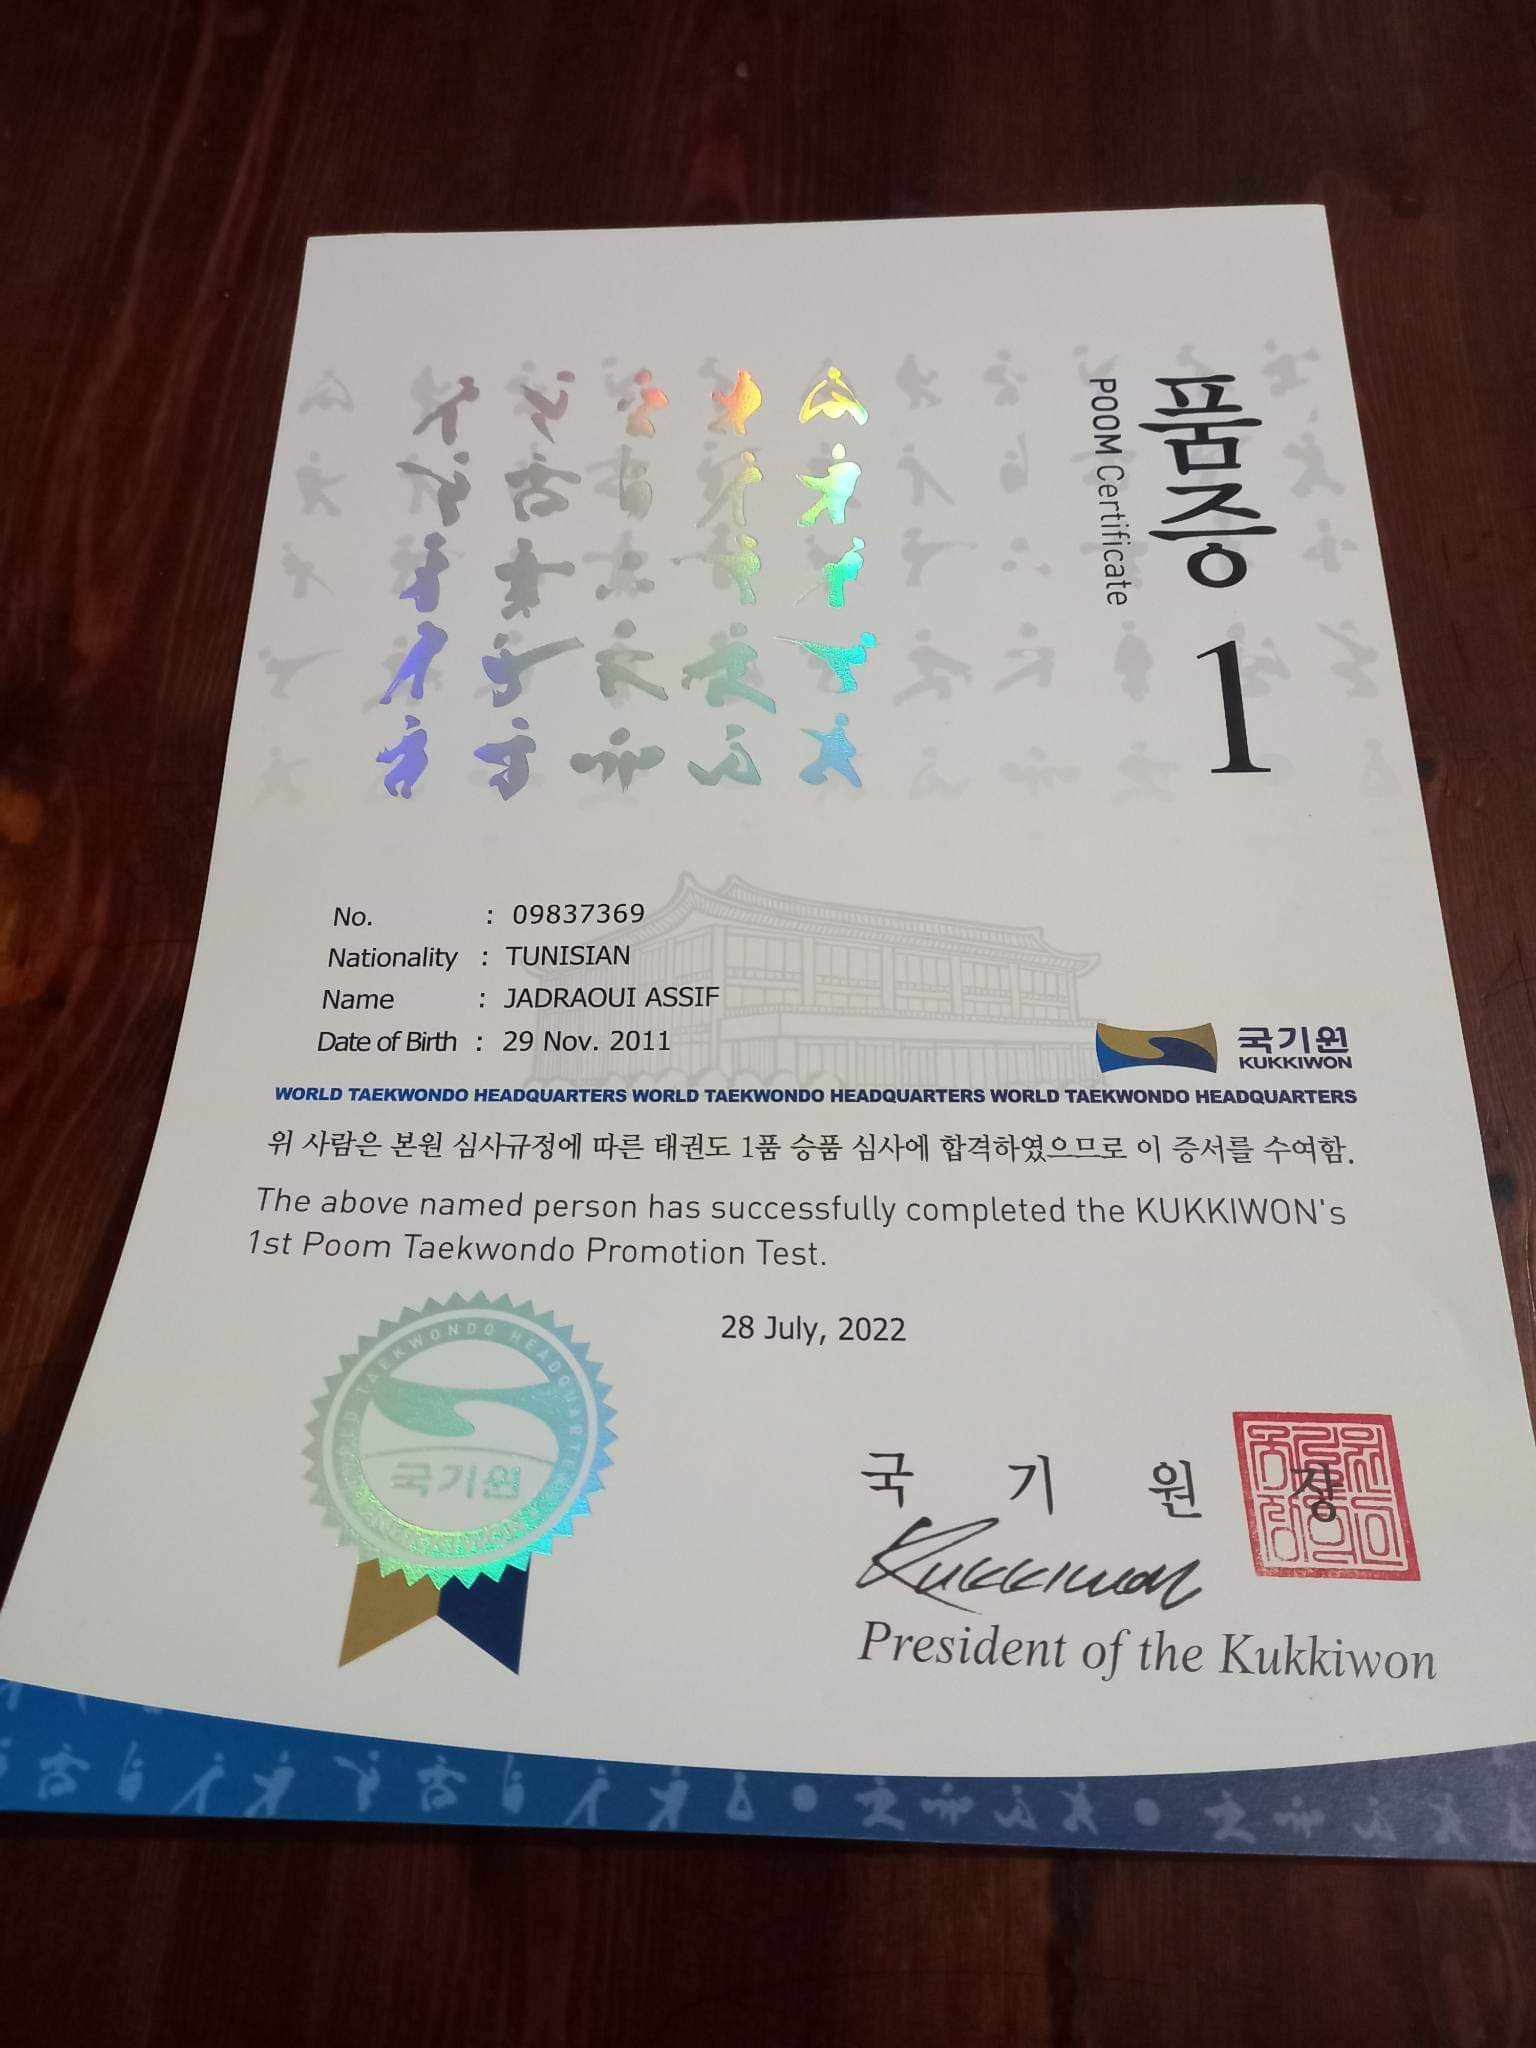 품증 1
POOM Certificate
No. : 09837369
Nationality : TUNISIAN
Name : JADRAOUI ASSIF
Date of Birth : 29 Nov. 2011
국기원
KUKKIWON
WORLD TAEKWONDO HEADQUARTERS WORLD TAEKWONDO HEADQUARTERS WORLD TAEKWONDO HEADQUARTERS
위 사람은 본원 심사규정에 따른 태권도 1품 승품 심사에 합격하였으므로 이 증서를 수여함.
The above named person has successfully completed the KUKKIWON's
1st Poom Taekwondo Promotion Test.
28 July, 2022
WORLD TAEKWONDO HEADQUARTERS
국기원
KUKKIWON
국 기 원 장
Kukkiwon
President of the Kukkiwon